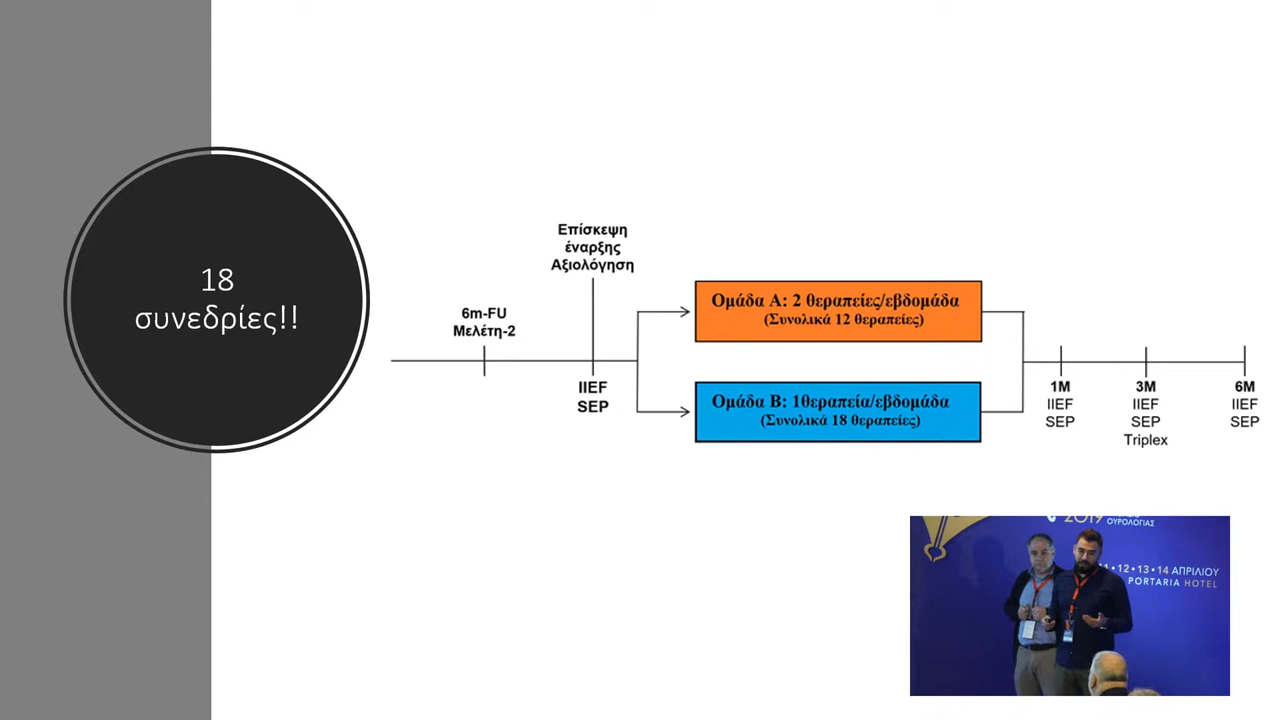 18
συνεδρίες!!
6m-FU
Μελέτη-2
Επίσκεψη
έναρξης
Αξιολόγηση
IIEF
SEP
Ομάδα Α: 2 θεραπείες/εβδομάδα
(Συνολικά 12 θεραπείες)
Ομάδα Β: 1θεραπεία/εβδομάδα
(Συνολικά 18 θεραπείες)
1M
IIEF
SEP
3M
IIEF
SEP
Triplex
6M
IIEF
SEP
2019
ΟΥΡΟΛΟΓΙΑΣ
•12•13•14 ΑΠΡΙΛΙΟΥ
PORTARIA HOTEL